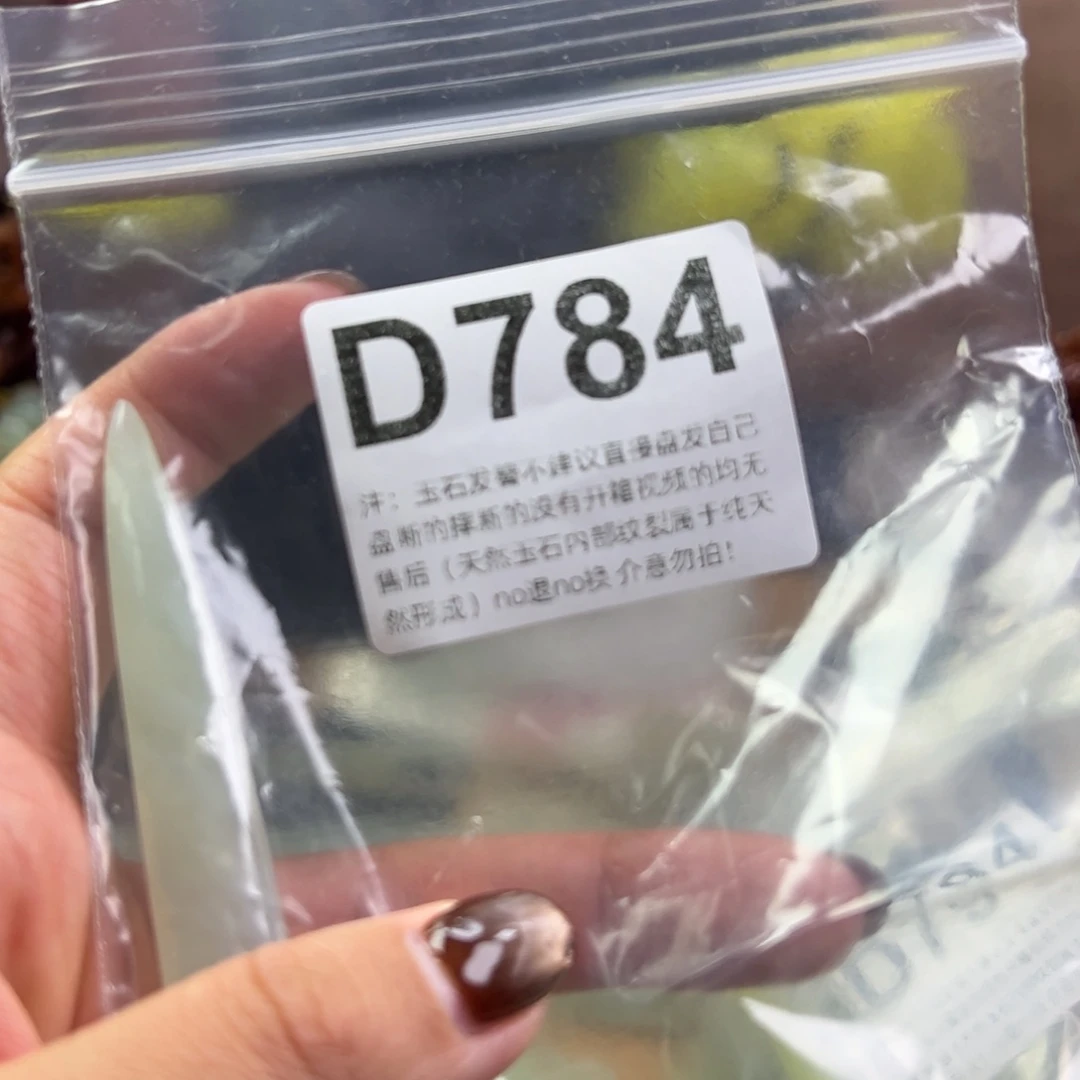 D784
注：玉石发簪不建议直接盘发自己
盘断的摔断的没有开箱视频的均无
售后（天然玉石内部纹裂属于纯天
然形成）no退no换 介意勿拍！